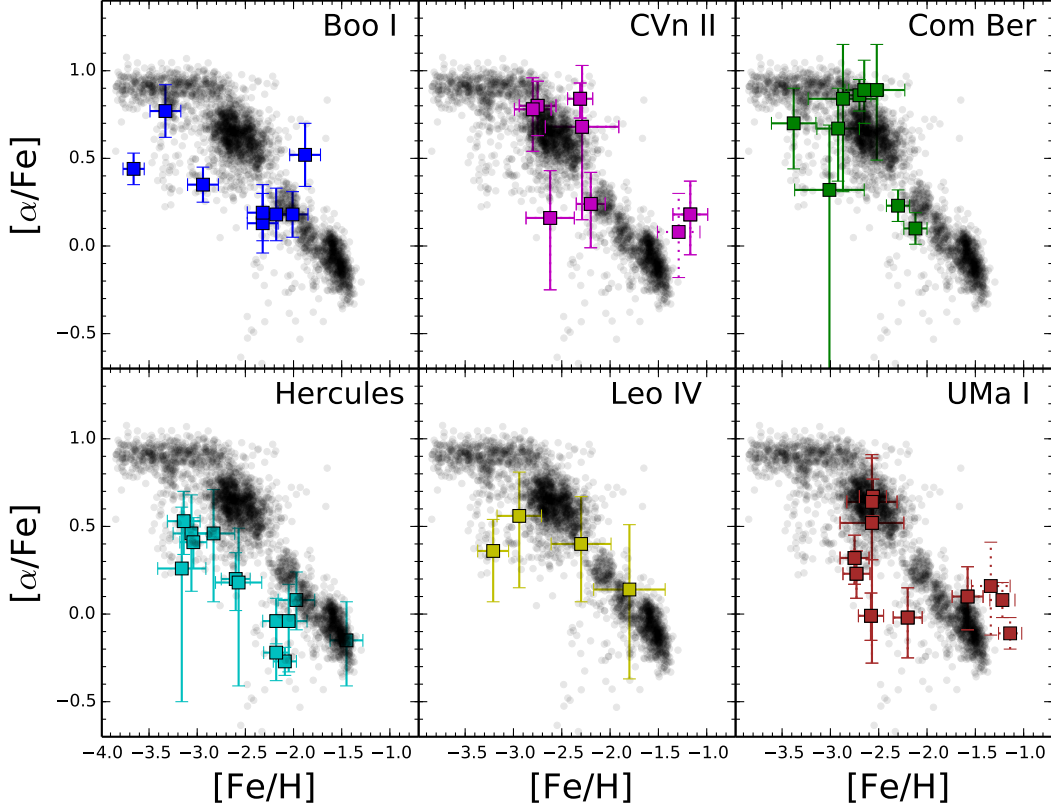 Boo I
CVn II
Com Ber
[α/Fe]
1.0
0.5
0.0
−0.5
Hercules
Leo IV
UMa I
[α/Fe]
1.0
0.5
0.0
−0.5
−4.0 −3.5 −3.0 −2.5 −2.0 −1.5 −1.0
−3.5 −3.0 −2.5 −2.0 −1.5 −1.0
−3.5 −3.0 −2.5 −2.0 −1.5 −1.0
[Fe/H]
[Fe/H]
[Fe/H]